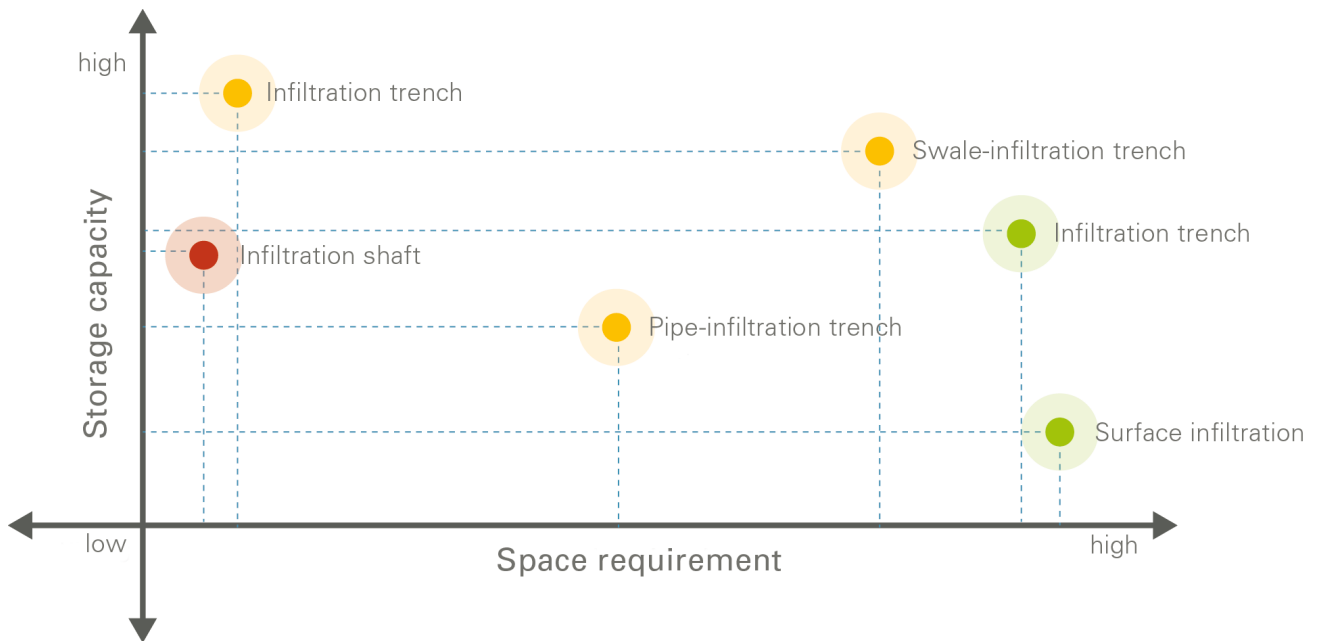 high
Infiltration trench
Swale-infiltration trench
Infiltration trench
Infiltration shaft
Pipe-infiltration trench
Surface infiltration
Storage capacity
low
Space requirement
high